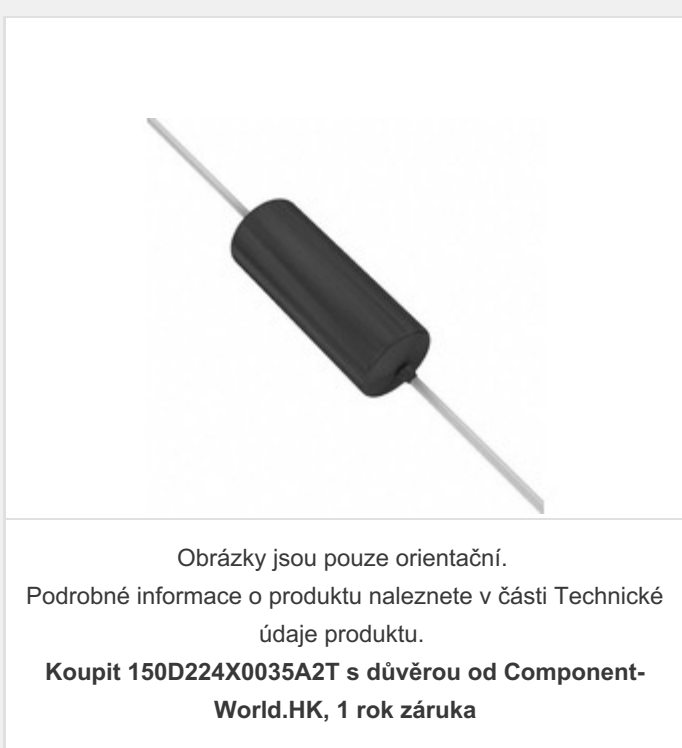 Obrázky jsou pouze orientační.
Podrobné informace o produktu naleznete v části Technické
údaje produktu.
Koupit 150D224X0035A2T s důvěrou od Component-
World.HK, 1 rok záruka